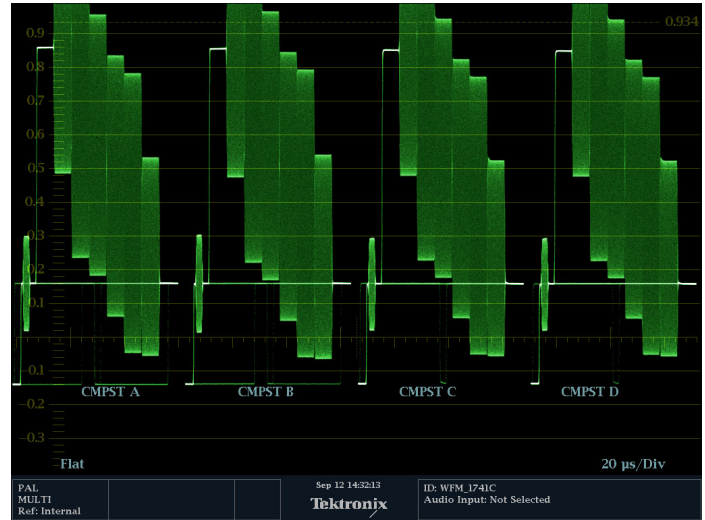 0.9
0.934
0.8
0.7
0.6
0.5
0.4
0.3
0.2
0.1
0.1
CMPST A
CMPST B
CMPST C
CMPST D
-0.2
-0.3
Flat
20 µs/Div
PAL
MULTI
Ref: Internal
Sep 12 14:32:13
Tektronix
ID: WFM_1741C
Audio Input: Not Selected